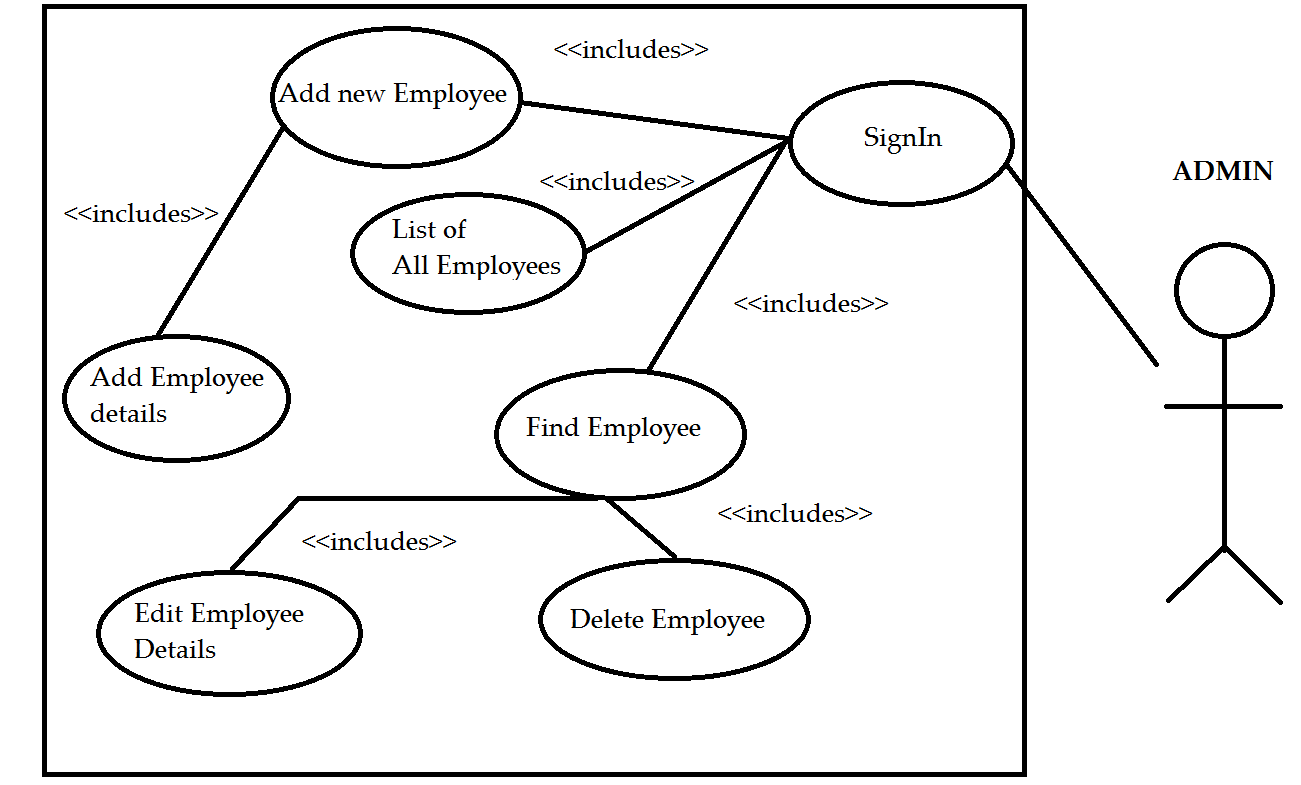 <<includes>>
Add new Employee
SignIn
ADMIN
<<includes>>
<<includes>>
List of
All Employees
<<includes>>
Add Employee
details
Find Employee
<<includes>>
<<includes>>
Edit Employee
Details
Delete Employee